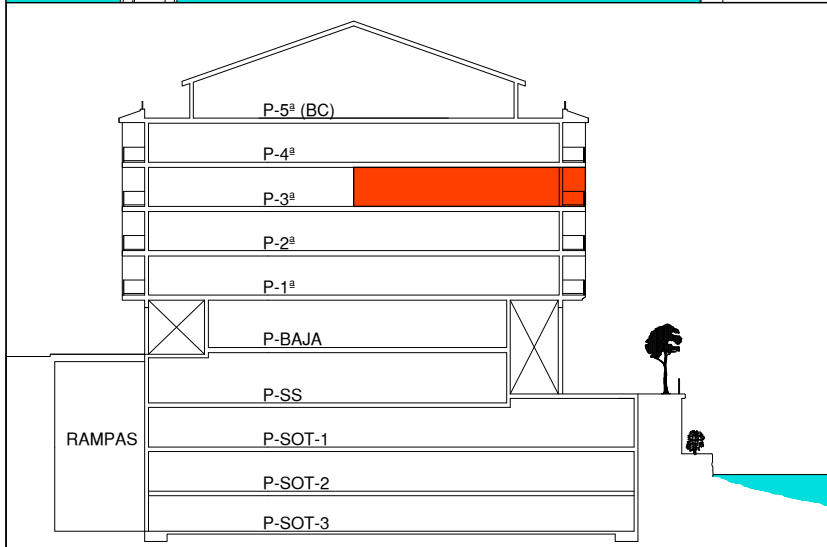 P-5ª (BC)
P-4ª
P-3ª
P-2ª
P-1ª
P-BAJA
P-SS
RAMPAS
P-SOT-1
P-SOT-2
P-SOT-3